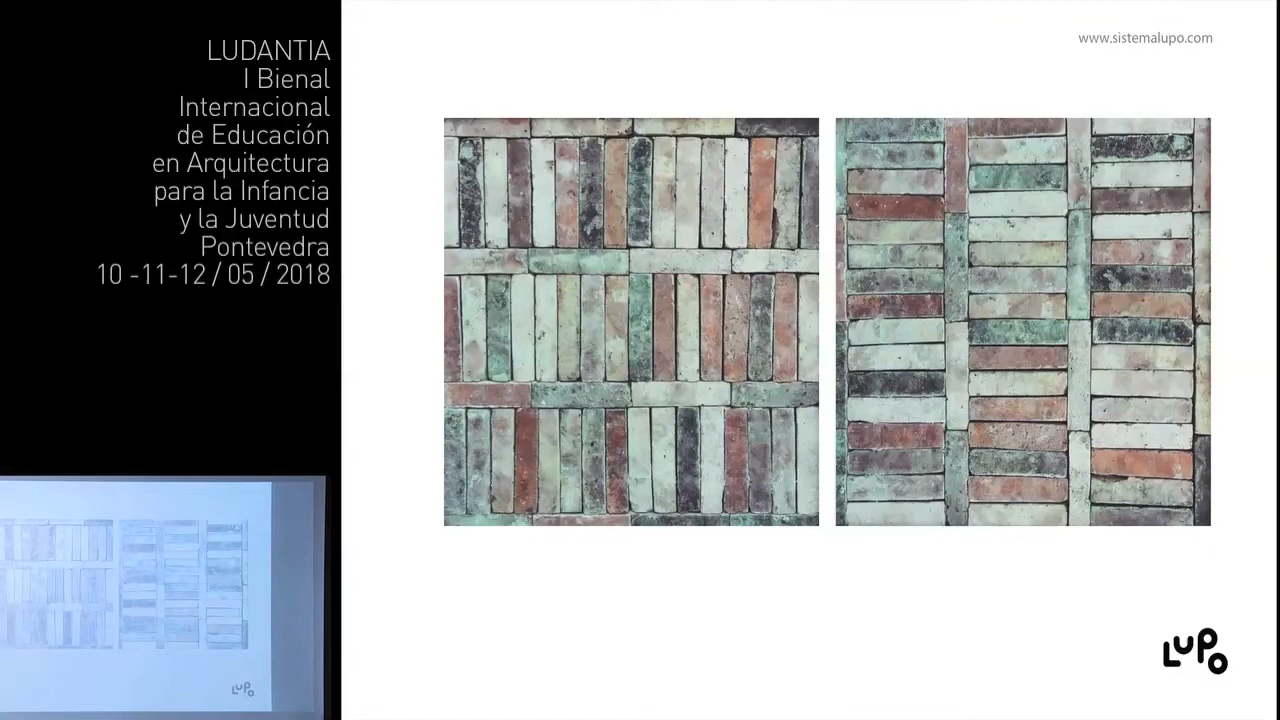 LUDANTIA
I Bienal
Internacional
de Educación
en Arquitectura
para la Infancia
y la Juventud
Pontevedra
10 -11-12 / 05 / 2018
www.sistemalupo.com
Lupo
Lupo